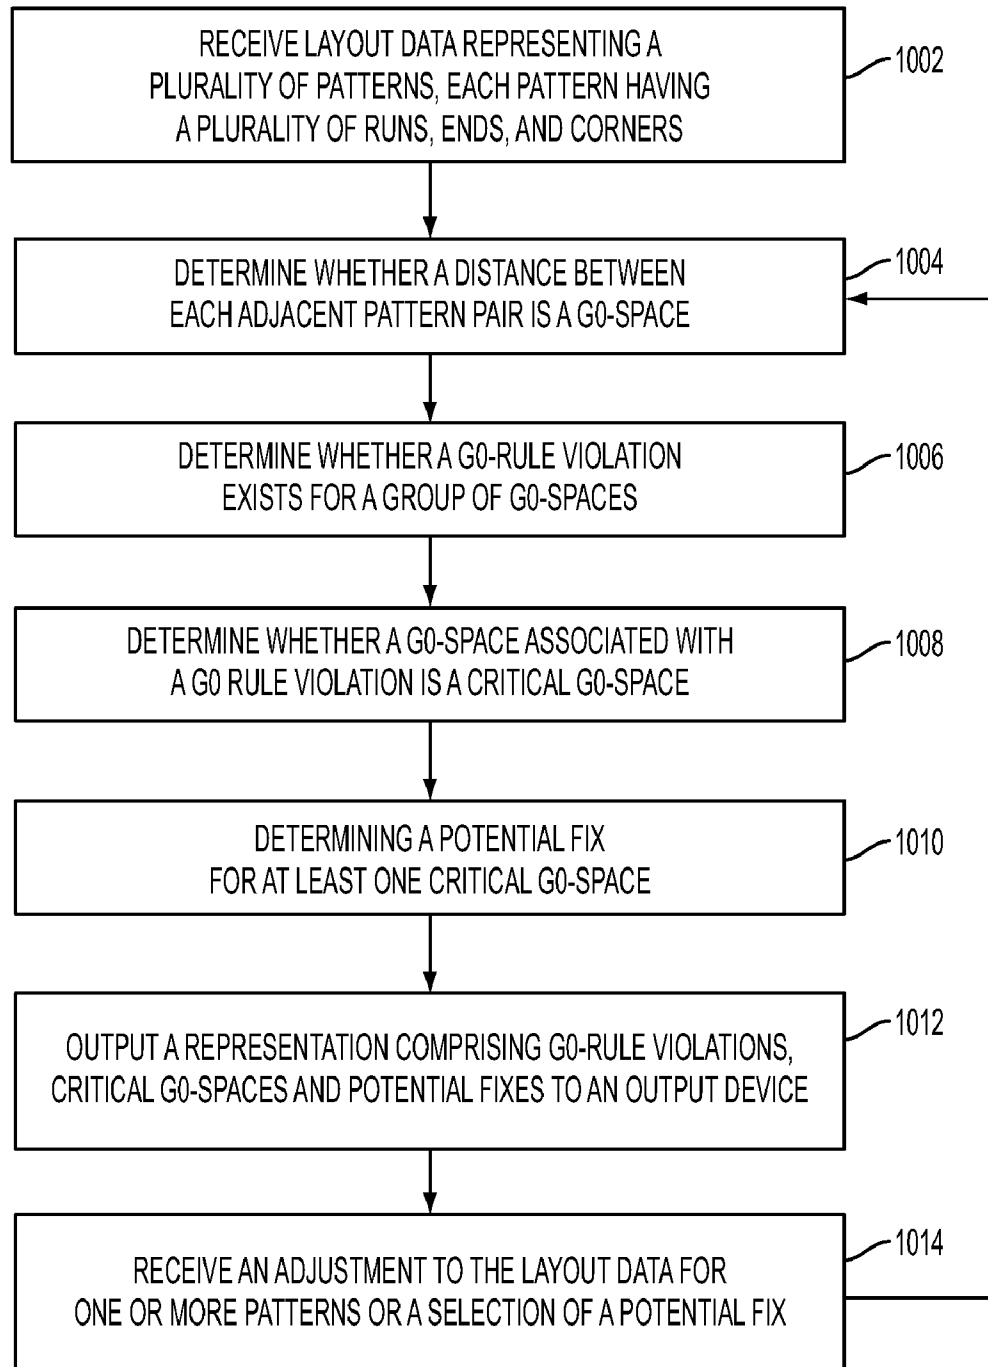 RECEIVE LAYOUT DATA REPRESENTING A
PLURALITY OF PATTERNS, EACH PATTERN HAVING
A PLURALITY OF RUNS, ENDS, AND CORNERS
1002
DETERMINE WHETHER A DISTANCE BETWEEN
EACH ADJACENT PATTERN PAIR IS A G0-SPACE
1004
DETERMINE WHETHER A G0-RULE VIOLATION
EXISTS FOR A GROUP OF G0-SPACES
1006
DETERMINE WHETHER A G0-SPACE ASSOCIATED WITH
A G0 RULE VIOLATION IS A CRITICAL G0-SPACE
1008
DETERMINING A POTENTIAL FIX
FOR AT LEAST ONE CRITICAL G0-SPACE
1010
OUTPUT A REPRESENTATION COMPRISING G0-RULE VIOLATIONS,
CRITICAL G0-SPACES AND POTENTIAL FIXES TO AN OUTPUT DEVICE
1012
RECEIVE AN ADJUSTMENT TO THE LAYOUT DATA FOR
ONE OR MORE PATTERNS OR A SELECTION OF A POTENTIAL FIX
1014